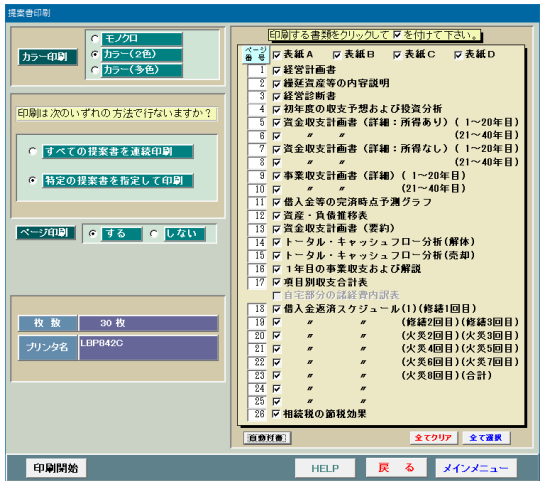 提案書印刷
カラー印刷
モノクロ
カラー(2色)
カラー(多色)
印刷は次のいずれの方法で行ないますか？
すべての提案書を連続印刷
特定の提案書を指定して印刷
ページ印刷
する
しない
枚 数
30 枚
プリンタ名
LBP842C
印刷する書類をクリックして を付けて下さい。
ページ番号
表紙A 表紙B 表紙C 表紙D
1 経営計画書
2 繰延資産等の内容説明
3 経営診断書
4 初年度の収支予想および投資分析
5 資金収支計画書（詳細：所得あり）( 1～20年目)
6 〃 〃 (21～40年目)
7 資金収支計画書（詳細：所得なし）( 1～20年目)
8 〃 〃 (21～40年目)
9 事業収支計画書（詳細）( 1～20年目)
10 〃 〃 (21～40年目)
11 借入金等の完済時点予測グラフ
12 資産・負債推移表
13 資金収支計画書（要約）
14 トータル・キャッシュフロー分析(解体)
15 トータル・キャッシュフロー分析(売却)
16 １年目の事業収支および解説
17 項目別収支合計表
自宅部分の諸経費内訳表
18 借入金返済スケジュール(1)(修繕1回目)
19 〃 〃 (修繕2回目)(修繕3回目)
20 〃 〃 (火災2回目)(火災3回目)
21 〃 〃 (火災4回目)(火災5回目)
22 〃 〃 (火災6回目)(火災7回目)
23 〃 〃 (火災8回目)(合計)
24 〃 〃
25 〃 〃
26 相続税の節税効果
自動付番
全てクリア
全て選択
印刷開始
HELP
戻 る
メインメニュー